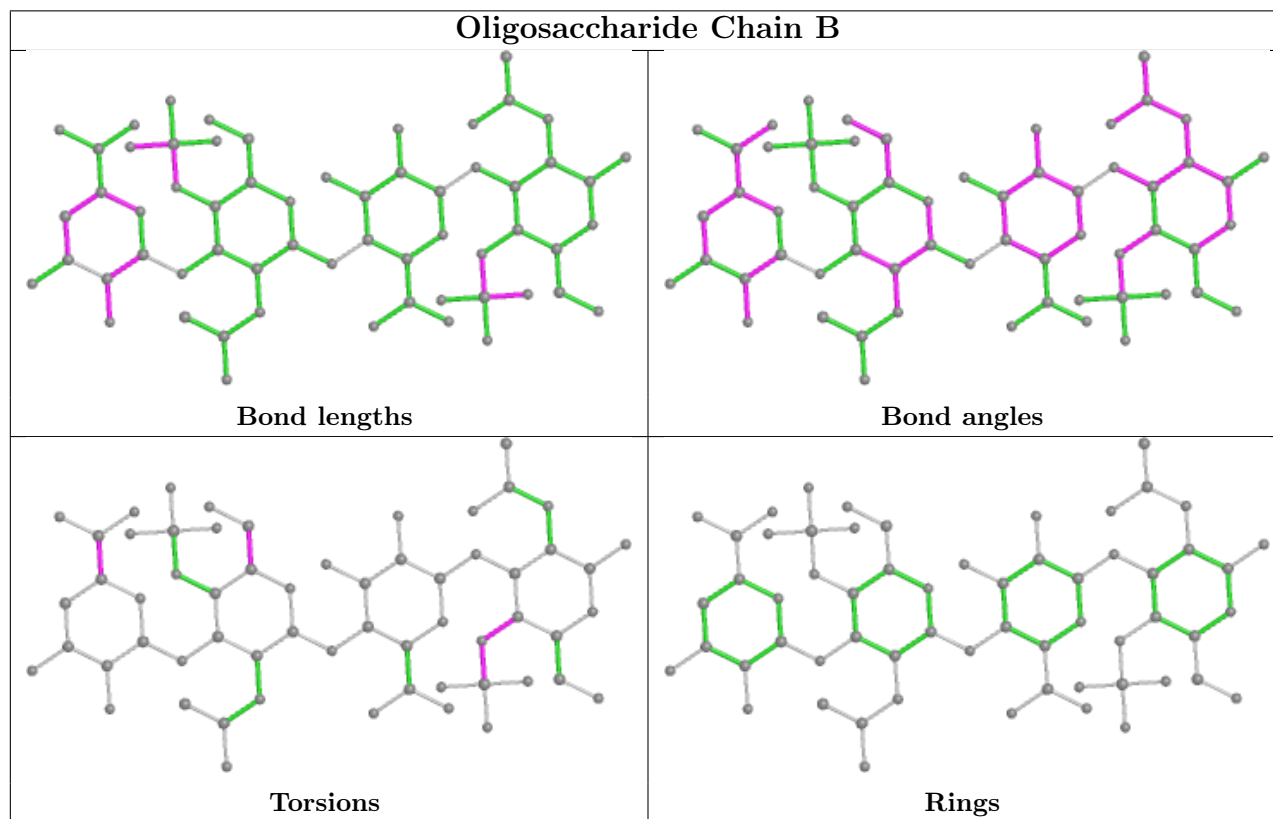 Oligosaccharide Chain B
Bond lengths
Bond angles
Torsions
Rings